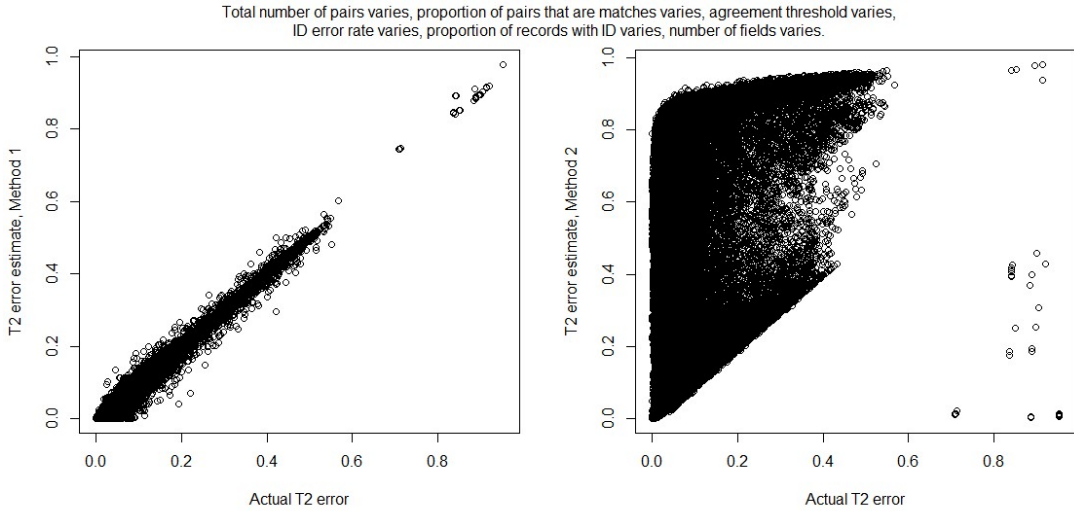 Total number of pairs varies, proportion of pairs that are matches varies, agreement threshold varies,
ID error rate varies, proportion of records with ID varies, number of fields varies.
T2 error estimate, Method 1
1.0
0.8
0.6
0.4
0.2
0.0
0.0 0.2 0.4 0.6 0.8
Actual T2 error
T2 error estimate, Method 2
1.0
0.8
0.6
0.4
0.2
0.0
0.0 0.2 0.4 0.6 0.8
Actual T2 error